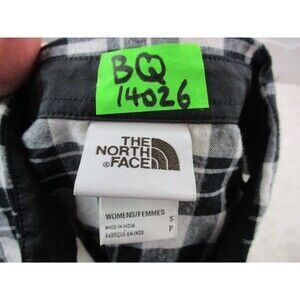 BQ
14026
THE
NORTH
FACE
WOMENS/FEMMES
MADE IN INDIA
FABRIQUÉ EN INDE
S
P